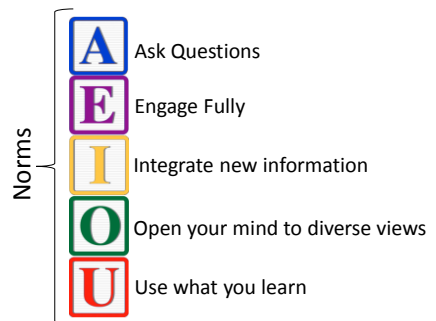 Norms
A Ask Questions
E Engage Fully
I Integrate new information
O Open your mind to diverse views
U Use what you learn